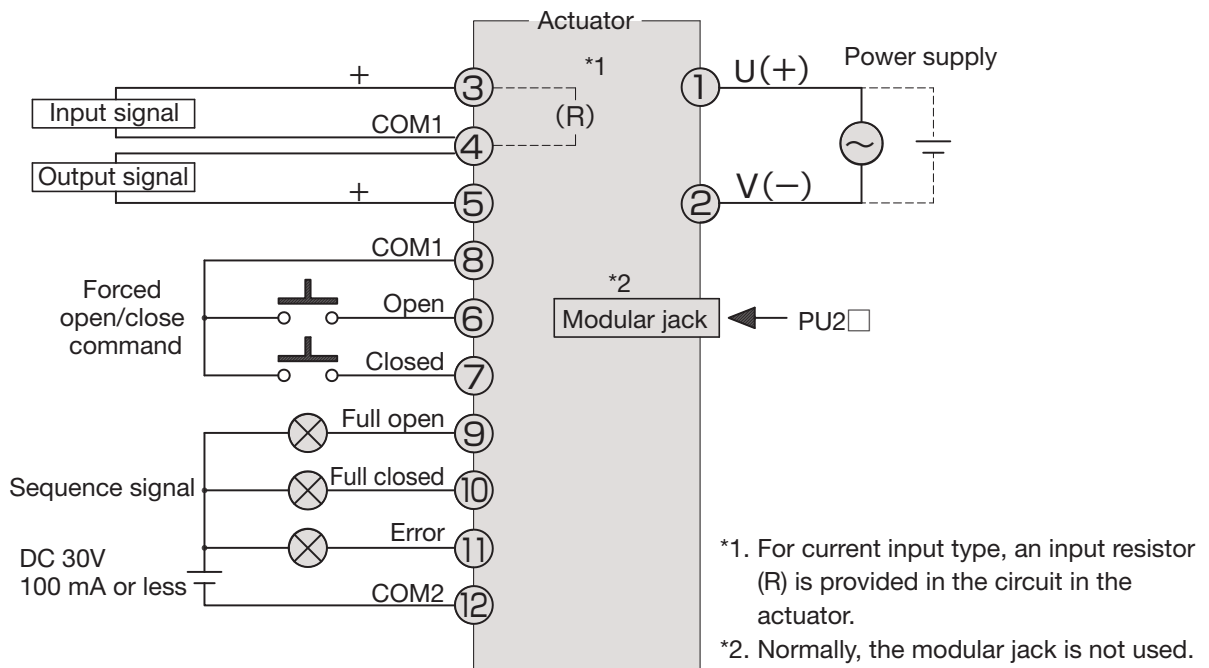 Actuator
Power supply
*1
+
③
①
U(+)
Input signal
(R)
COM1
④
Output signal
+
⑤
②
V(−)
COM1
⑧
Forced
open/close
command
Open
⑥
*2
Modular jack
PU2□
Closed
⑦
Full open
⑨
Sequence signal
Full closed
⑩
Error
⑪
DC 30V
100 mA or less
COM2
⑫
*1. For current input type, an input resistor
(R) is provided in the circuit in the
actuator.
*2. Normally, the modular jack is not used.